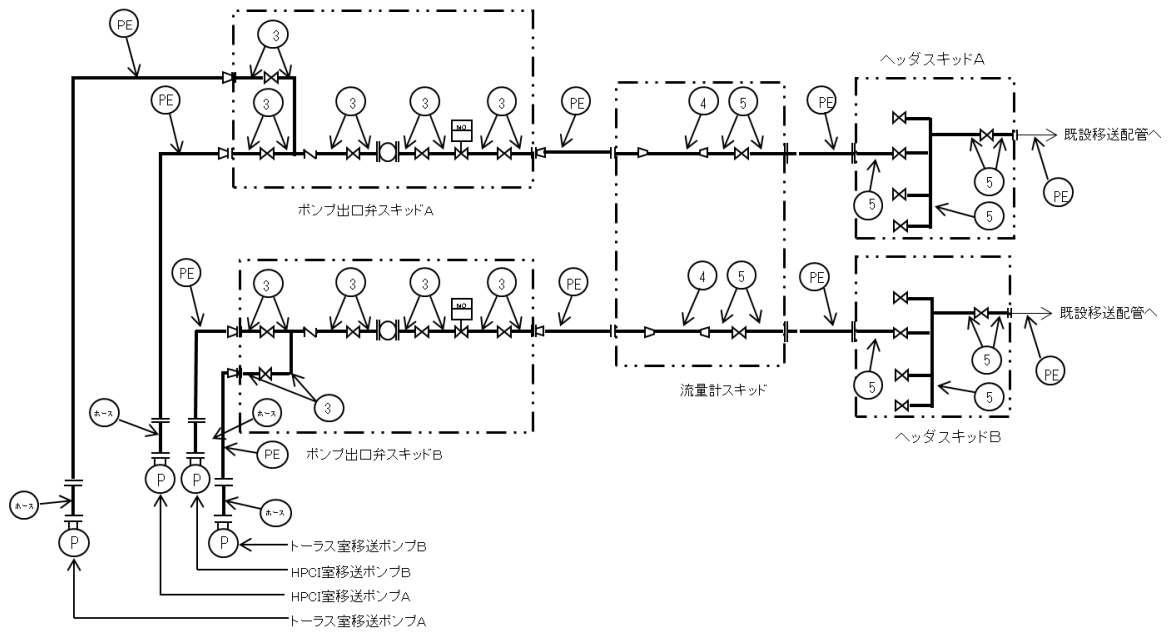 PE
3
ヘッダスキッドA
PE
3
3
3
3
PE
4
5
PE
MO
既設移送配管へ
5
5
5
PE
ポンプ出口弁スキッドA
PE
3
3
3
3
PE
4
5
PE
MO
既設移送配管へ
5
5
5
PE
3
流量計スキッド
ホース
ホース
ヘッダスキッドB
PE
ポンプ出口弁スキッドB
P
P
ホース
ホース
P
P
トーラス室移送ポンプB
HPCI室移送ポンプB
HPCI室移送ポンプA
トーラス室移送ポンプA